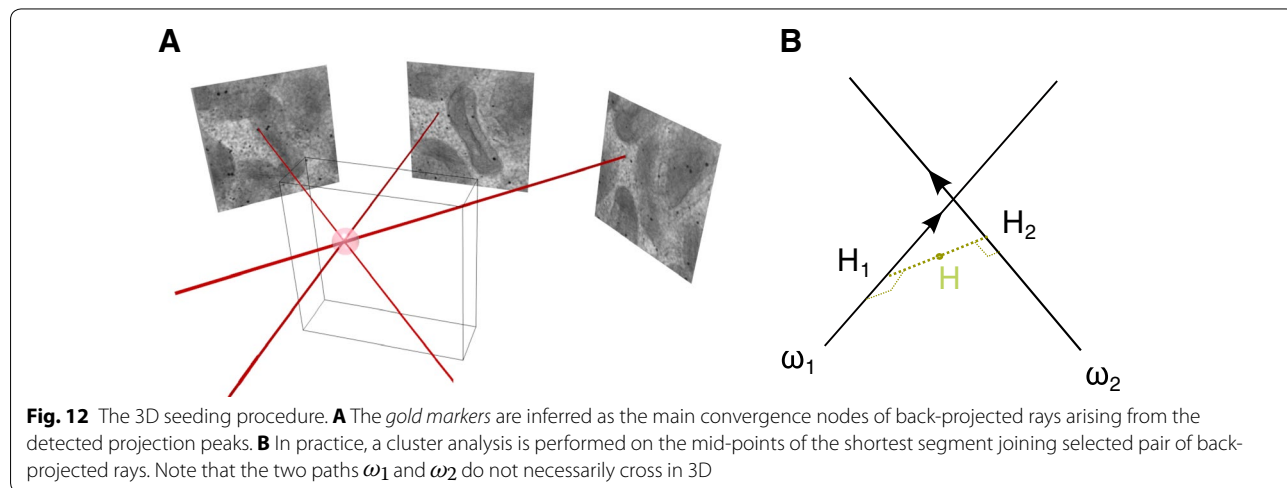 A
B
H₁
H₂
H
ω₁
ω₂
Fig. 12 The 3D seeding procedure. A The gold markers are inferred as the main convergence nodes of back-projected rays arising from the
detected projection peaks. B In practice, a cluster analysis is performed on the mid-points of the shortest segment joining selected pair of back-
projected rays. Note that the two paths ω₁ and ω₂ do not necessarily cross in 3D